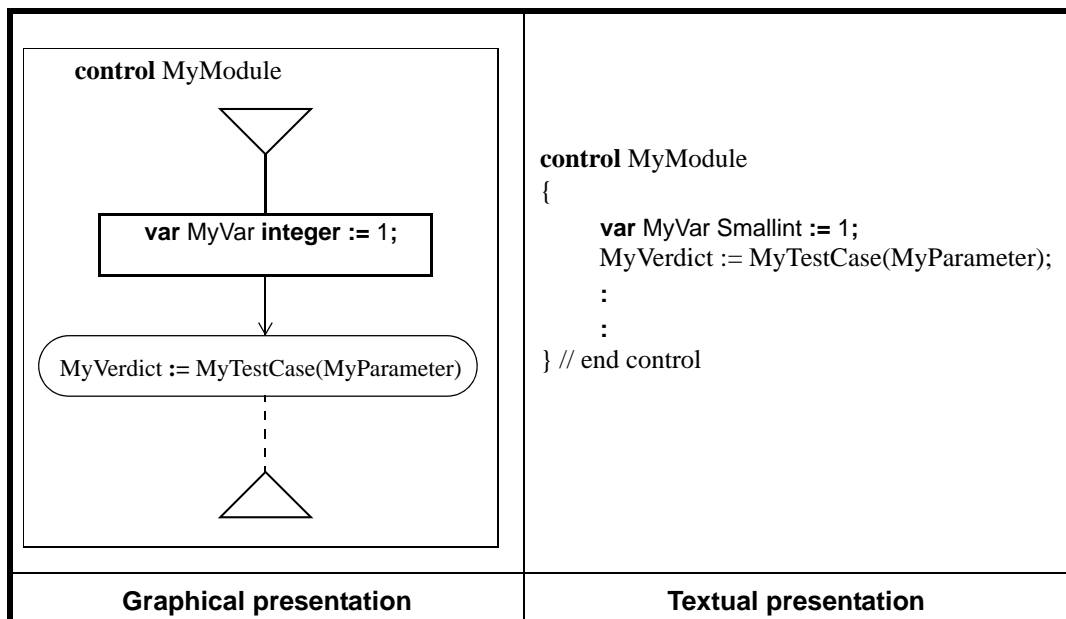 control MyModule
var MyVar integer := 1;
MyVerdict := MyTestCase(MyParameter)
control MyModule
{
var MyVar Smallint := 1;
MyVerdict := MyTestCase(MyParameter);
:
:
} // end control
Graphical presentation
Textual presentation